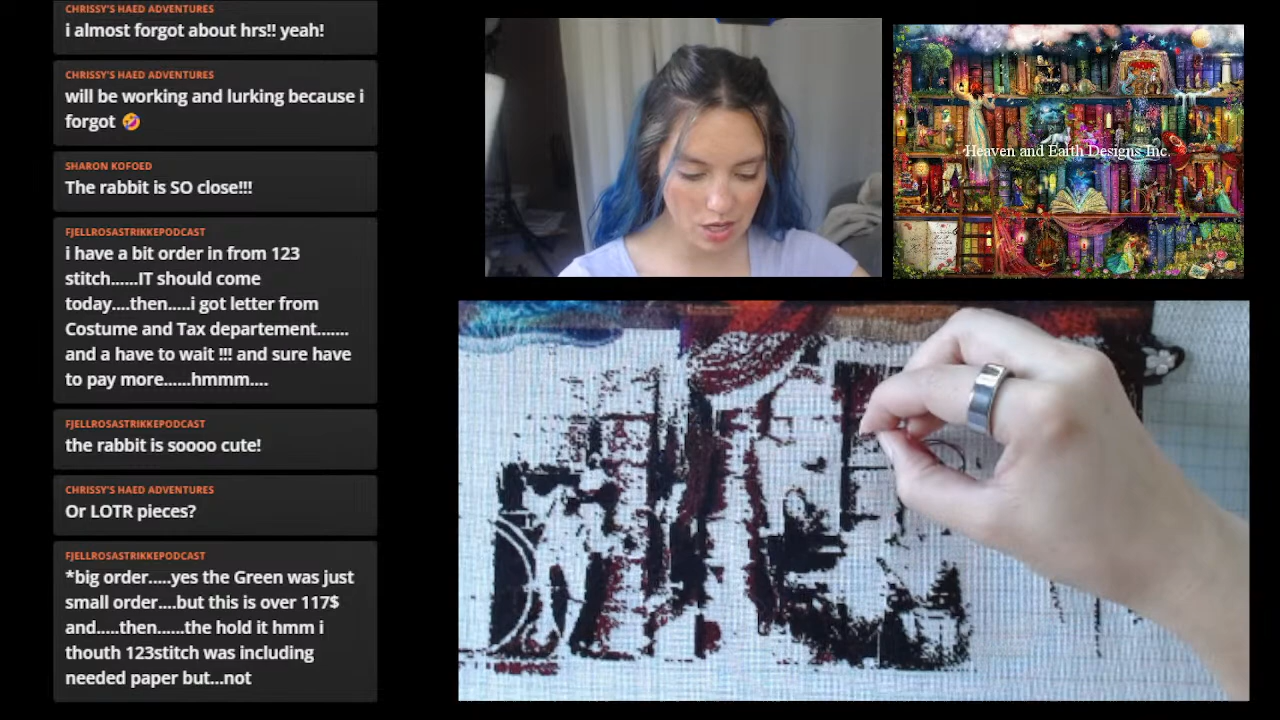 CHRISSY'S HAED ADVENTURES
i almost forgot about hrs!! yeah!
CHRISSY'S HAED ADVENTURES
will be working and lurking because i
forgot 🤣
SHARON KOFOED
The rabbit is SO close!!!
FJELLROSASTRIKKEPODCAST
i have a bit order in from 123
stitch......IT should come
today....then.....i got letter from
Costume and Tax departement.......
and a have to wait !!! and sure have
to pay more......hmmm....
FJELLROSASTRIKKEPODCAST
the rabbit is soooo cute!
CHRISSY'S HAED ADVENTURES
Or LOTR pieces?
FJELLROSASTRIKKEPODCAST
*big order.....yes the Green was just
small order....but this is over 117$
and.....then......the hold it hmm i
thouth 123stitch was including
needed paper but...not
Heaven and Earth Designs Inc.